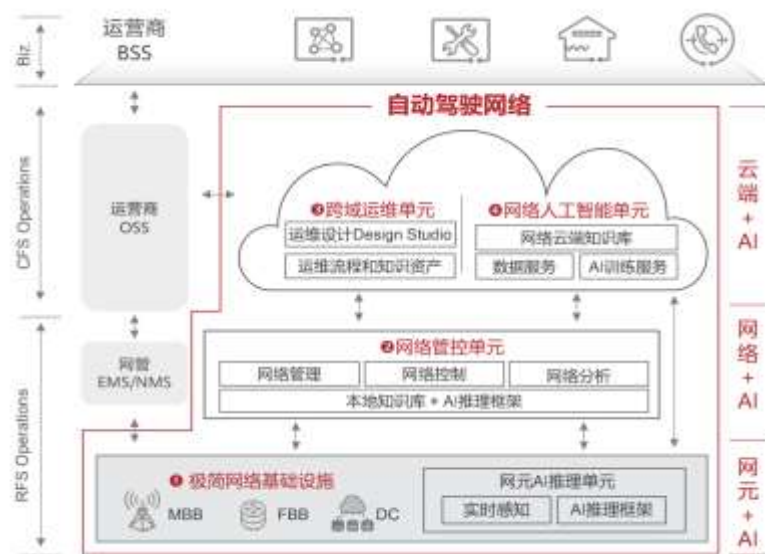 Biz.
运营商
BSS
自动驾驶网络
CFS Operations
运营商
OSS
❸跨域运维单元
运维设计Design Studio
运维流程和知识资产
❹网络人工智能单元
网络云端知识库
数据服务
AI训练服务
云端+AI
RFS Operations
网管
EMS/NMS
❷网络管控单元
网络管理
网络控制
网络分析
本地知识库 + AI推理框架
网络+AI
❶ 极简网络基础设施
MBB
FBB
DC
网元AI推理单元
实时感知
AI推理框架
网元+AI